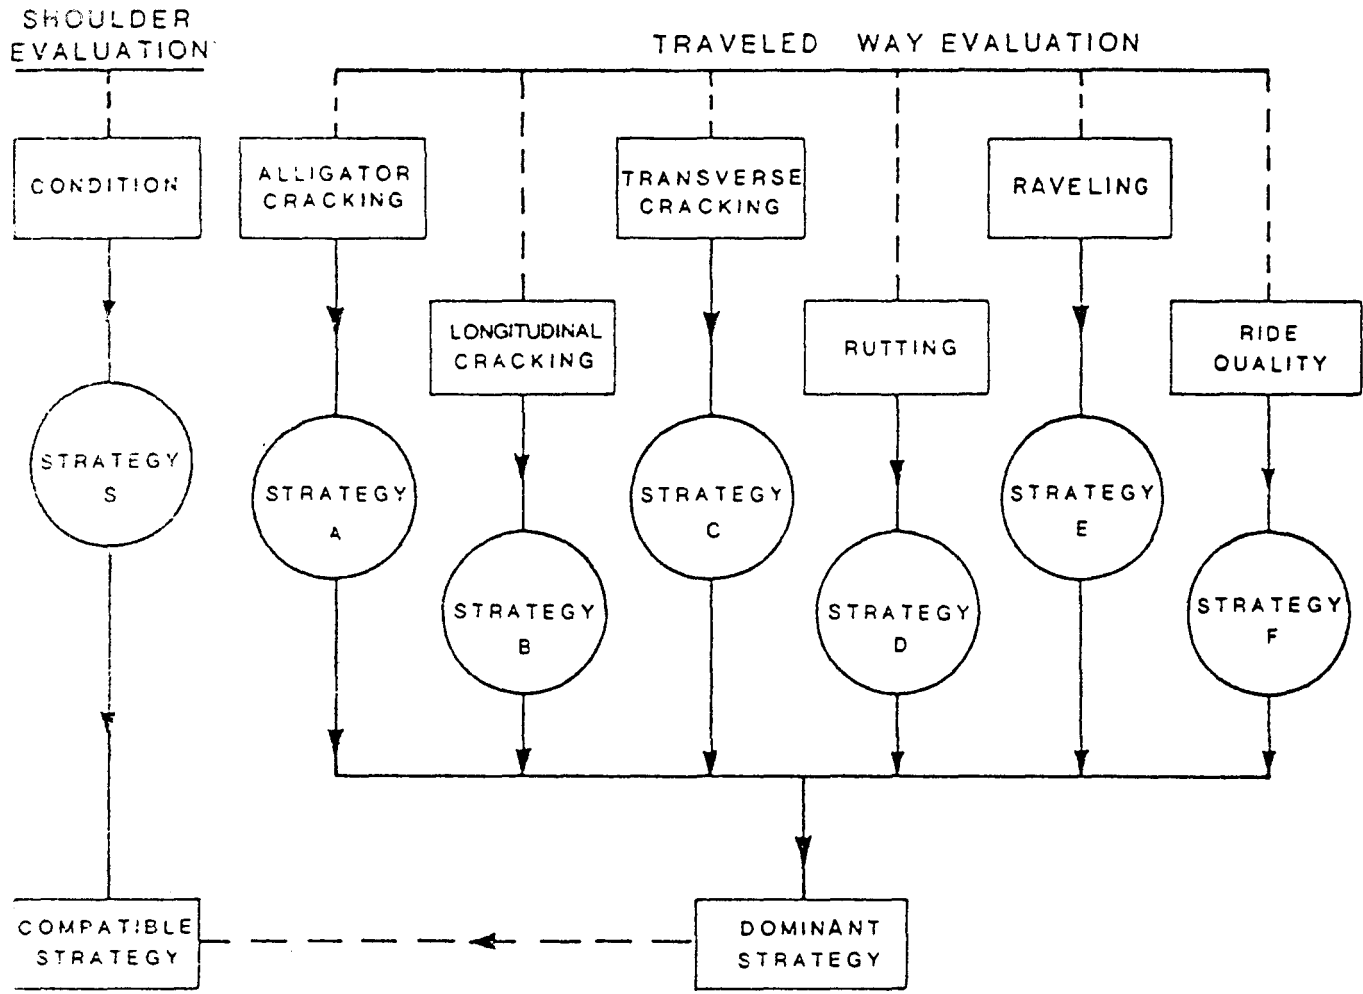 SHOULDER
EVALUATION
TRAVELED WAY EVALUATION
CONDITION
ALLIGATOR
CRACKING
TRANSVERSE
CRACKING
RAVELING
LONGITUDINAL
CRACKING
RUTTING
RIDE
QUALITY
STRATEGY
S
STRATEGY
A
STRATEGY
C
STRATEGY
E
STRATEGY
B
STRATEGY
D
STRATEGY
F
COMPATIBLE
STRATEGY
DOMINANT
STRATEGY